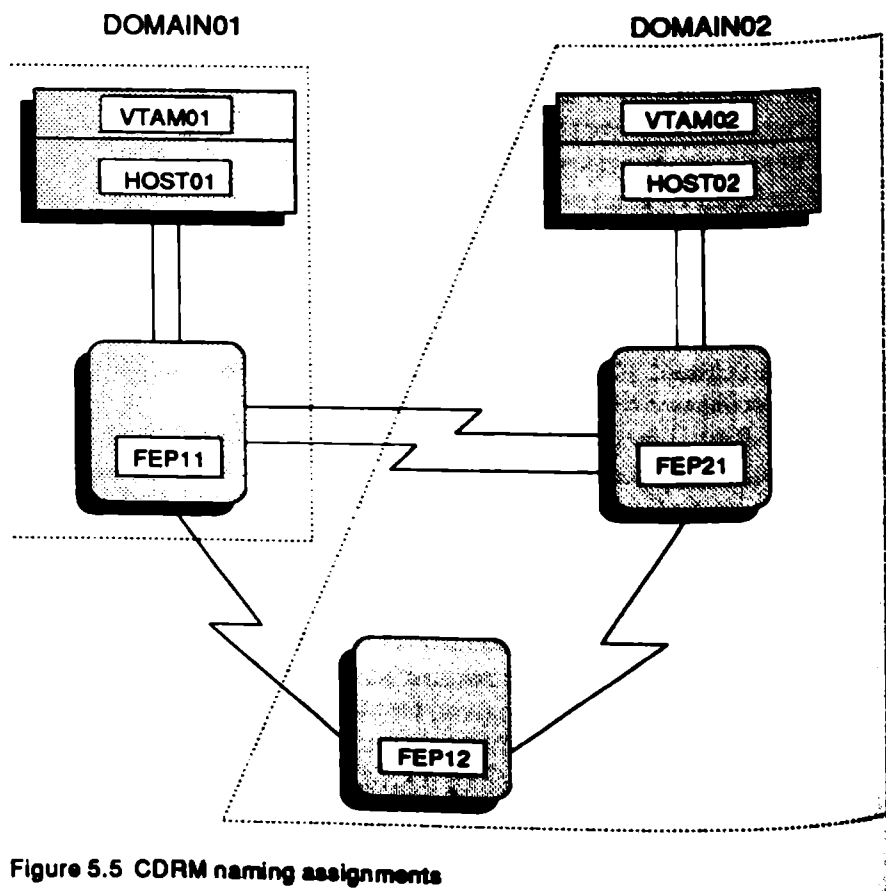 DOMAIN01
DOMAIN02
VTAM01
HOST01
VTAM02
HOST02
FEP11
FEP21
FEP12
Figure 5.5 CDRM naming assignments